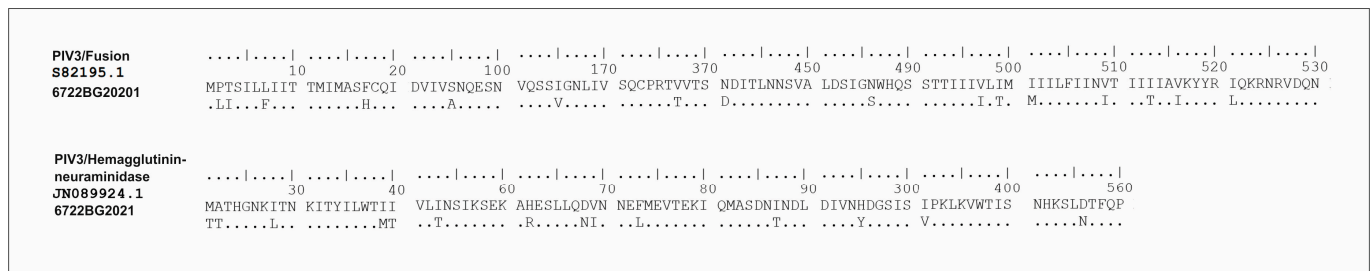 PIV3/Fusion ....|....| ....|....| ....|....| ....|....| ....|....| ....|....| ....|....| ....|....| ....|....| ....|....| ....|....|
S82195.1 10 20 100 170 370 450 490 500 510 520 530
MPTSILLIIT TMIMASFCQI DVIVSNQESN VQSSIGNLIV SQCPRTVVTS NDITLNNSVA LDSIGNWHQS STTIIIVLIM IIILFIINVT IIIIAVKYYR IQKRNRVDQN
6722BG20201 .LI...F... ......H... .....A.... ....V..... ......T... D......... .....K.... .......I.T. M.......I. ...T..I... L.........
PIV3/Hemagglutinin-
neuraminidase ....|....| ....|....| ....|....| ....|....| ....|....| ....|....| ....|....| ....|....| ....|....| ....|....|
JN089924.1 30 40 60 70 80 90 300 400 560
MATHGNKITN KITYILWTII VLINSIKSEK AHESLLQDVN NEFMEVTEKI QMASDNINDL DIVNHDGSIS IPKLKVWTIS NHKSLDTFQP
6722BG2021 TT.....L.. ........MT ..T....... .R.....NI. ..L....... ......T... ....Y..... V......... .....N....